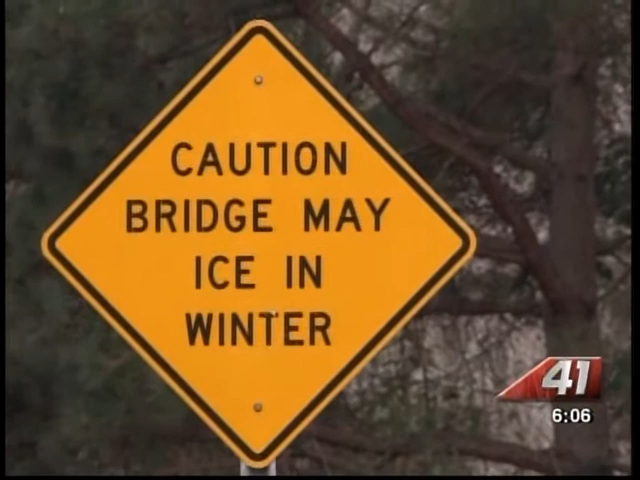 CAUTION
BRIDGE MAY
ICE IN
WINTER
41
6:06